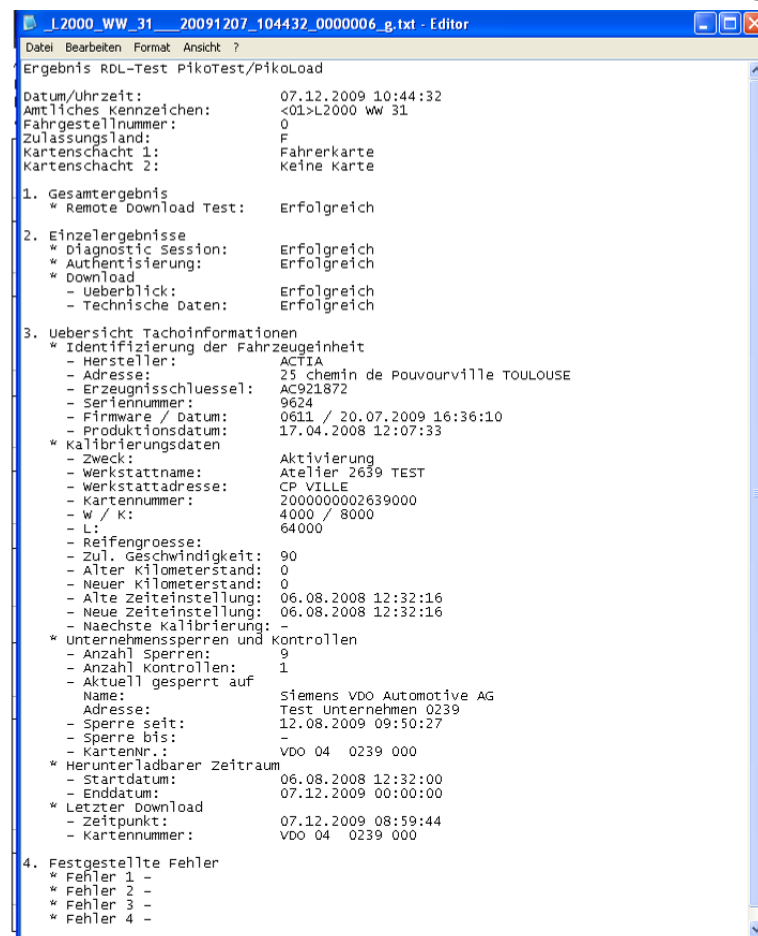 _L2000_WW_31___20091207_104432_0000006_g.txt - Editor
Datei Bearbeiten Format Ansicht ?
Ergebnis RDL-Test PikoTest/PikoLoad
Datum/Uhrzeit: 07.12.2009 10:44:32
Amtliches Kennzeichen: <01>L2000 WW 31
Fahrgestellnummer: 0
Zulassungsland: F
Kartenschacht 1: Fahrerkarte
Kartenschacht 2: Keine Karte
1. Gesamtergebnis
* Remote Download Test: Erfolgreich
2. Einzelergebnisse
* Diagnostic Session: Erfolgreich
* Authentisierung: Erfolgreich
* Download
- Ueberblick: Erfolgreich
- Technische Daten: Erfolgreich
3. Uebersicht Tachoinformationen
* Identifizierung der Fahrzeugeinheit
- Hersteller: ACTIA
- Adresse: 25 chemin de Pouvourville TOULOUSE
- Erzeugnisschluessel: AC921872
- Seriennummer: 9624
- Firmware / Datum: 0611 / 20.07.2009 16:36:10
- Produktionsdatum: 17.04.2008 12:07:33
* Kalibrierungsdaten
- Zweck: Aktivierung
- Werkstattname: Atelier 2639 TEST
- Werkstattadresse: CP VILLE
- Kartennummer: 2000000002639000
- W / K: 4000 / 8000
- L: 64000
- Reifengroesse:
- Zul. Geschwindigkeit: 90
- Alter Kilometerstand: 0
- Neuer Kilometerstand: 0
- Alte Zeiteinstellung: 06.08.2008 12:32:16
- Neue Zeiteinstellung: 06.08.2008 12:32:16
- Naechste Kalibrierung: -
* Unternehmenssperren und Kontrollen
- Anzahl Sperren: 9
- Anzahl Kontrollen: 1
- Aktuell gesperrt auf
Name: Siemens VDO Automotive AG
Adresse: Test Unternehmen 0239
- Sperre seit: 12.08.2009 09:50:27
- Sperre bis: -
- KartenNr.: VDO 04 0239 000
* Herunterladbarer Zeitraum
- Startdatum: 06.08.2008 12:32:00
- Enddatum: 07.12.2009 00:00:00
* Letzter Download
- Zeitpunkt: 07.12.2009 08:59:44
- Kartennummer: VDO 04 0239 000
4. Festgestellte Fehler
* Fehler 1 -
* Fehler 2 -
* Fehler 3 -
* Fehler 4 -